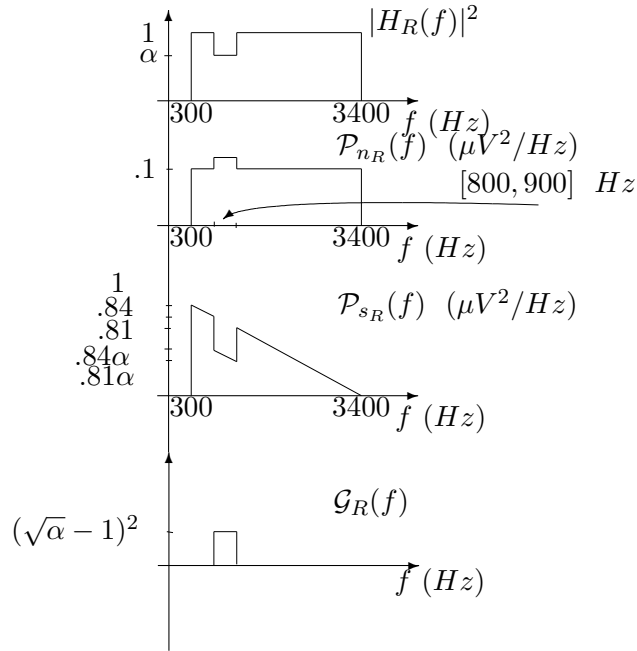 |H_R(f)|^2
1
α
300 3400
f (Hz)
𝒫_{n_R}(f) (μV^2/Hz)
.1
[800, 900] Hz
300 3400
f (Hz)
1
.84
𝒫_{s_R}(f) (μV^2/Hz)
.81
.84α
.81α
300 3400
f (Hz)
𝒢_R(f)
(√α − 1)^2
f (Hz)